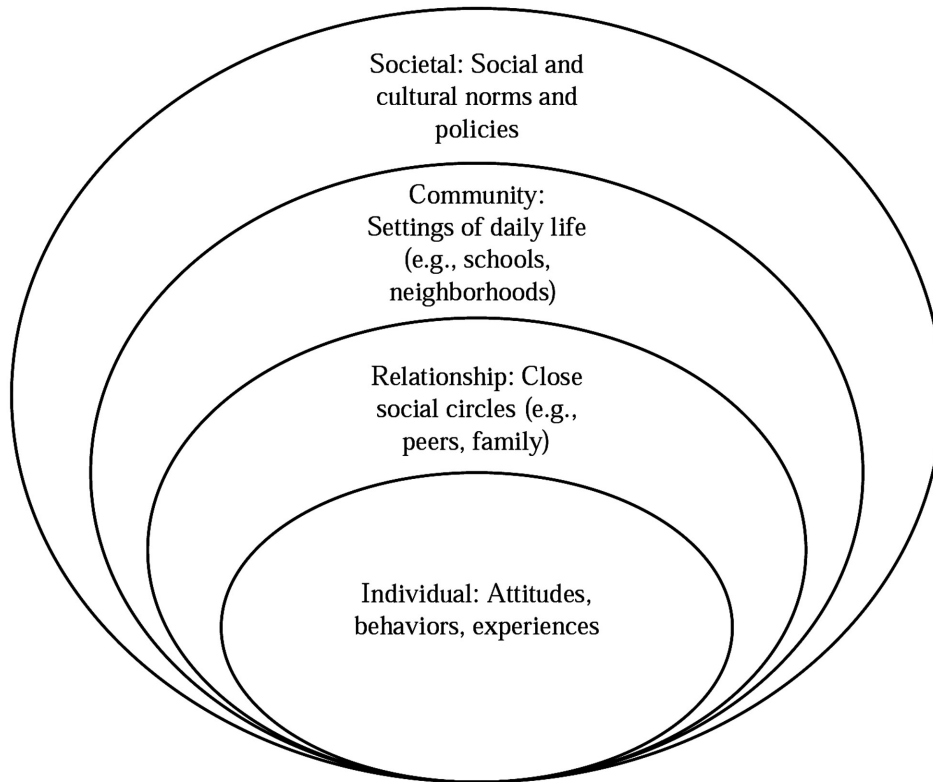 Societal: Social and
cultural norms and
policies
Community:
Settings of daily life
(e.g., schools,
neighborhoods)
Relationship: Close
social circles (e.g.,
peers, family)
Individual: Attitudes,
behaviors, experiences